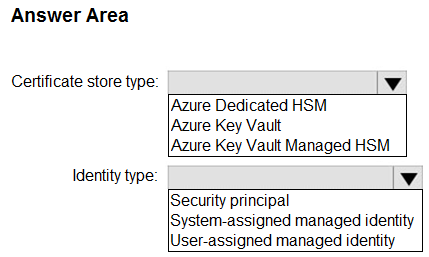 Answer Area
Certificate store type:
Azure Dedicated HSM
Azure Key Vault
Azure Key Vault Managed HSM
Identity type:
Security principal
System-assigned managed identity
User-assigned managed identity